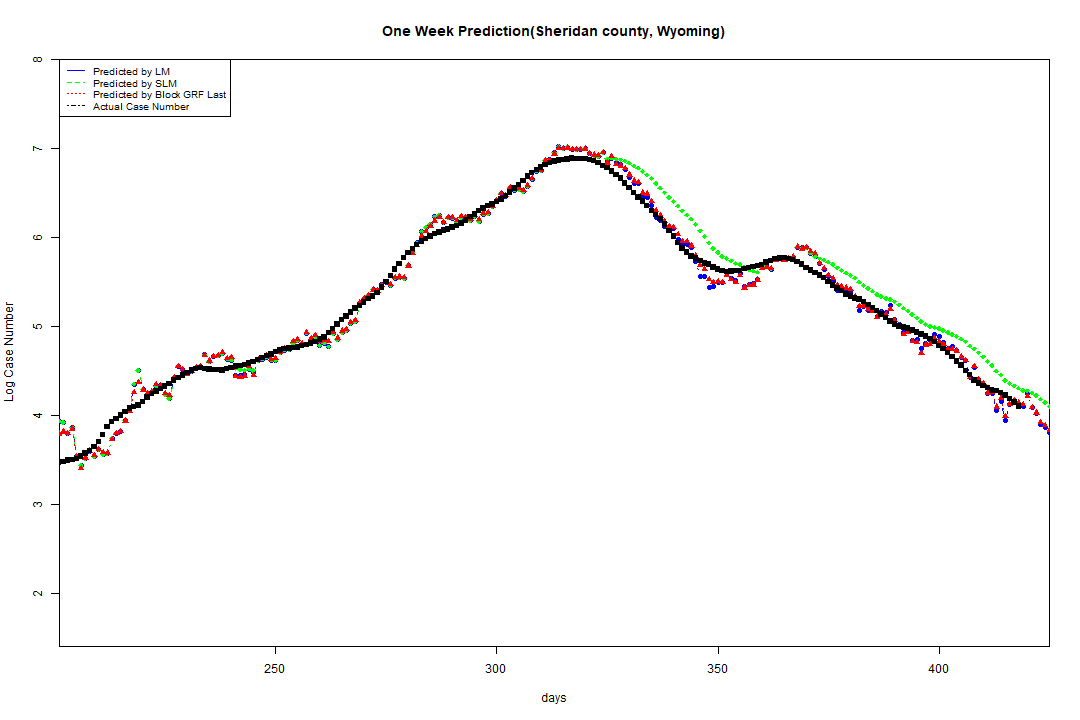 One Week Prediction(Sheridan county, Wyoming)
Predicted by LM
Predicted by SLM
Predicted by Block GRF Last
Actual Case Number
8
7
6
5
4
3
2
Log Case Number
250
300
350
400
days